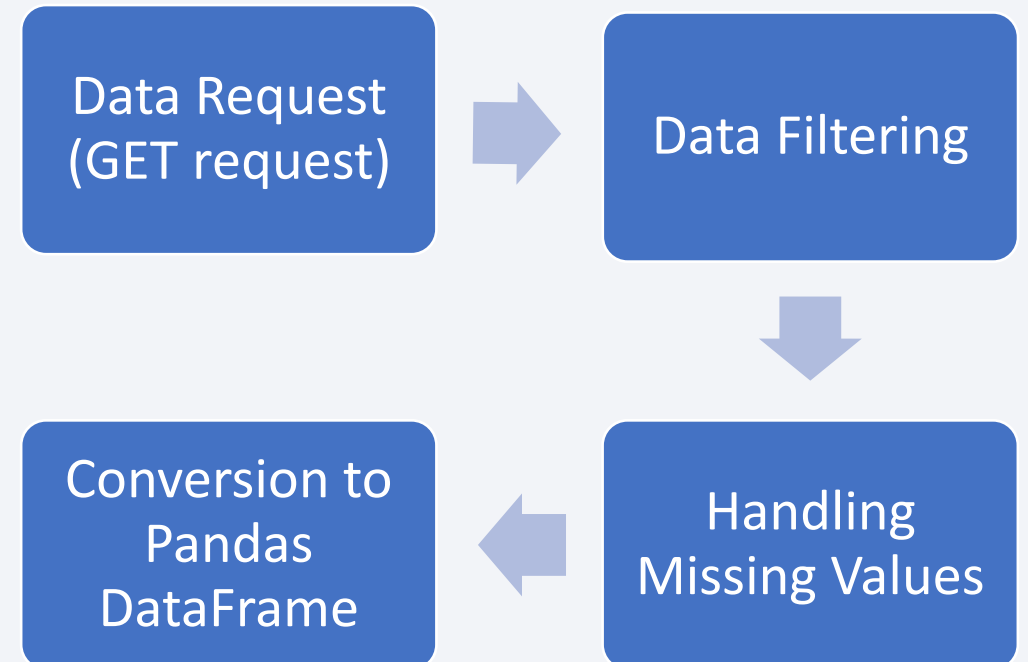 Data Request
(GET request)
Data Filtering
Handling
Missing Values
Conversion to
Pandas
DataFrame